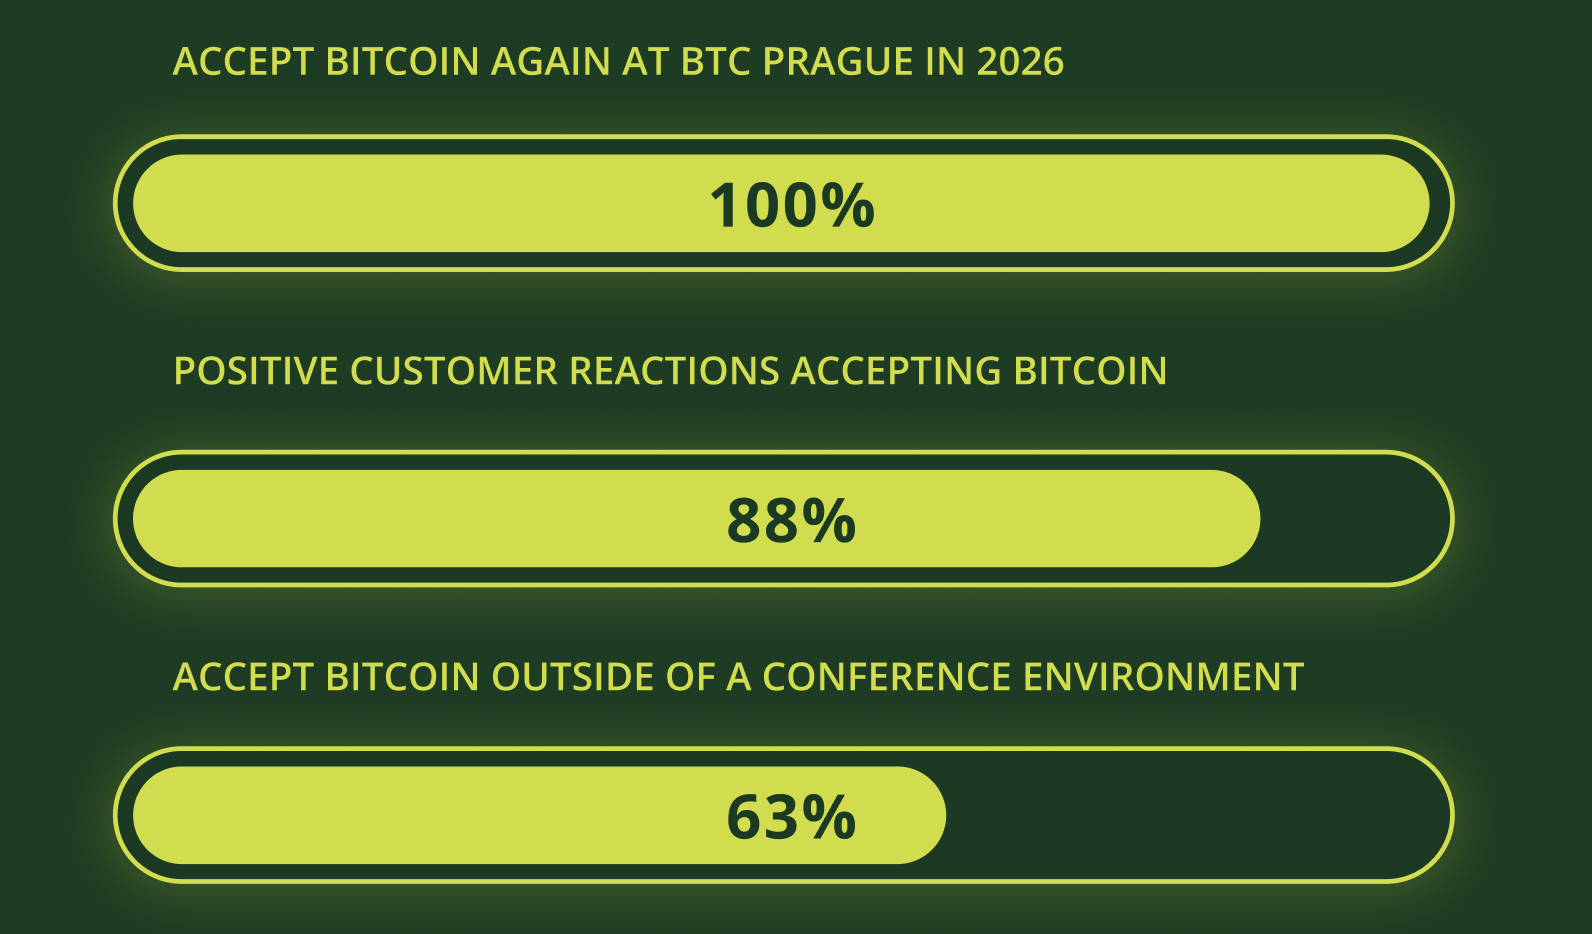 ACCEPT BITCOIN AGAIN AT BTC PRAGUE IN 2026
100%
POSITIVE CUSTOMER REACTIONS ACCEPTING BITCOIN
88%
ACCEPT BITCOIN OUTSIDE OF A CONFERENCE ENVIRONMENT
63%